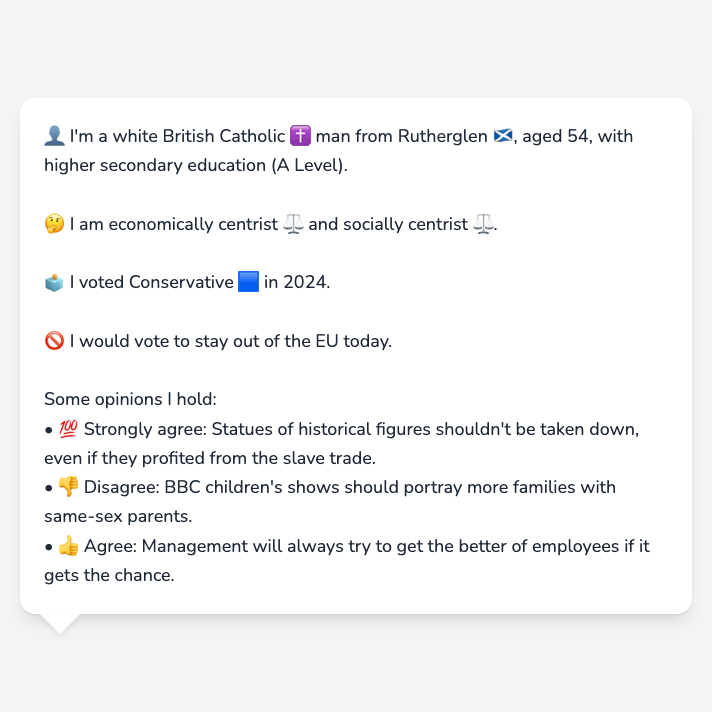 👤 I'm a white British Catholic ✝️ man from Rutherglen 🏴󠁧󠁢󠁳󠁣󠁴󠁿, aged 54, with
higher secondary education (A Level).
🤔 I am economically centrist ⚖️ and socially centrist ⚖️.
🗳️ I voted Conservative 🟦 in 2024.
🚫 I would vote to stay out of the EU today.
Some opinions I hold:
• 💯 Strongly agree: Statues of historical figures shouldn't be taken down,
even if they profited from the slave trade.
• 👎 Disagree: BBC children's shows should portray more families with
same-sex parents.
• 👍 Agree: Management will always try to get the better of employees if it
gets the chance.